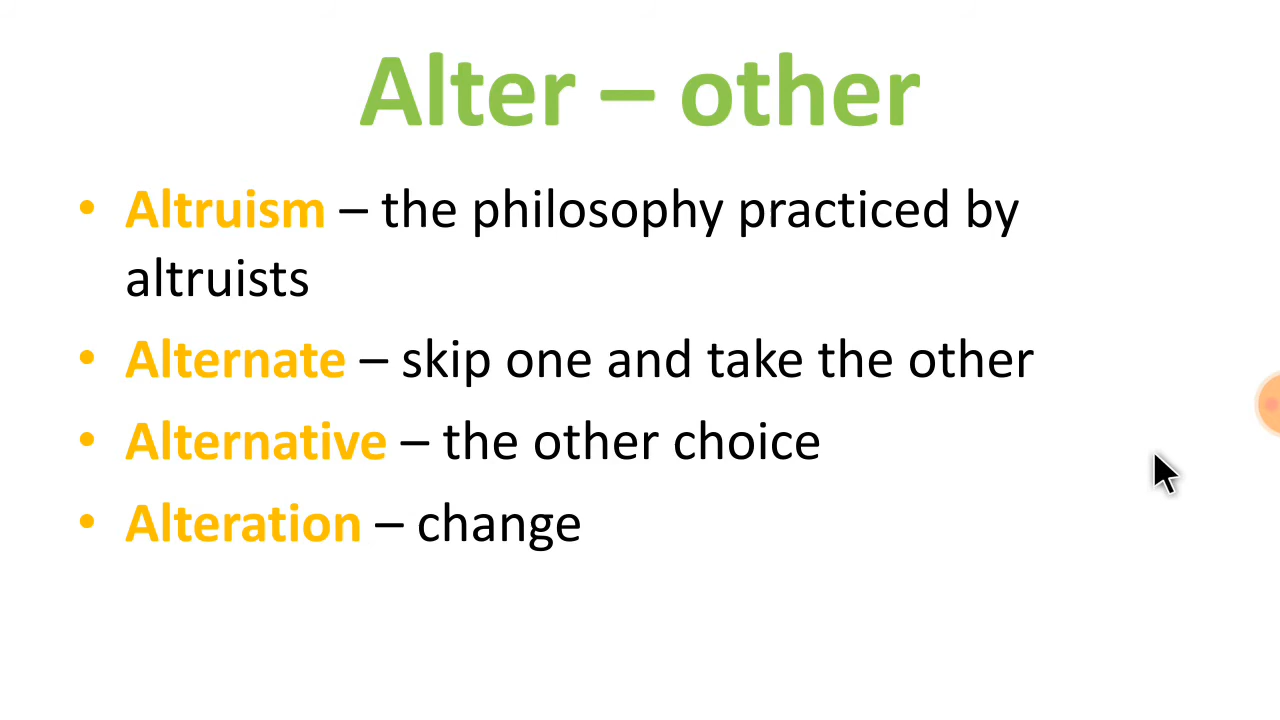 Alter – other
• Altruism – the philosophy practiced by
altruists
• Alternate – skip one and take the other
• Alternative – the other choice
• Alteration – change